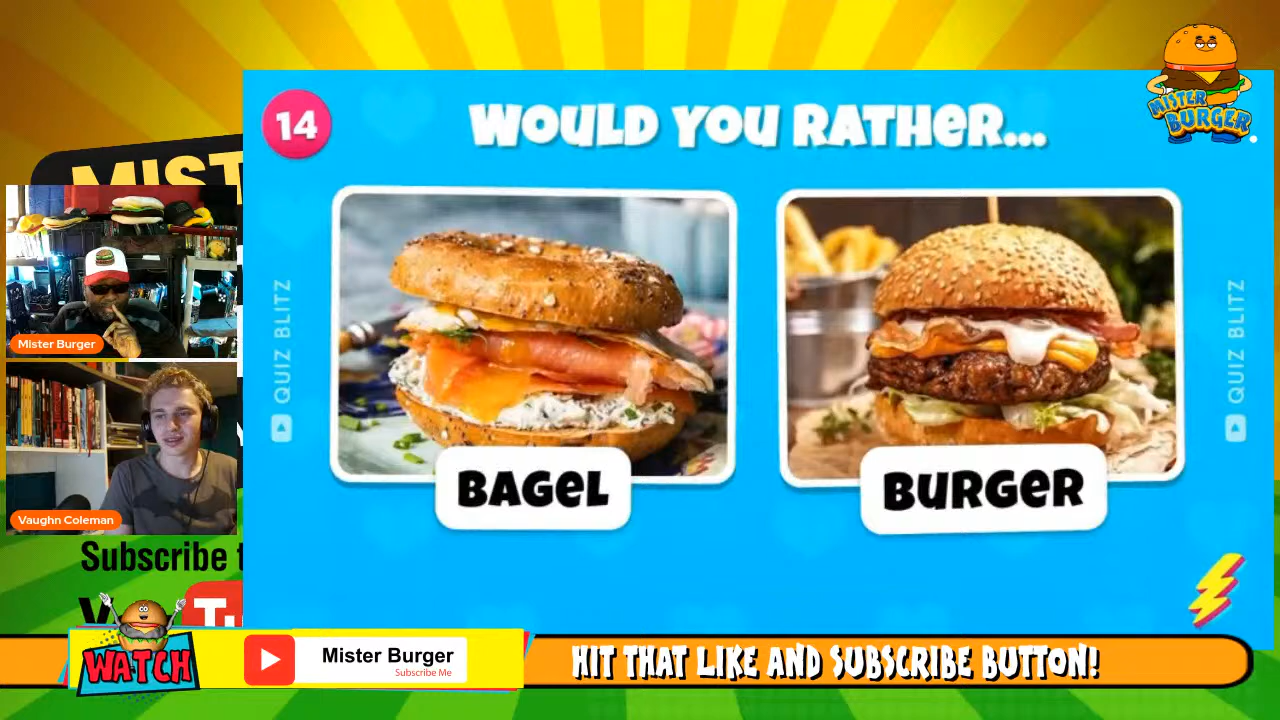 MISTER
BURGER
14
WOULD YOU RATHER...
MIST
QUIZ BLITZ
QUIZ BLITZ
Mister Burger
BAGEL
BURGER
Vaughn Coleman
Subscribe t
WATCH
Mister Burger
Subscribe Me
HIT THAT LIKE AND SUBSCRIBE BUTTON!